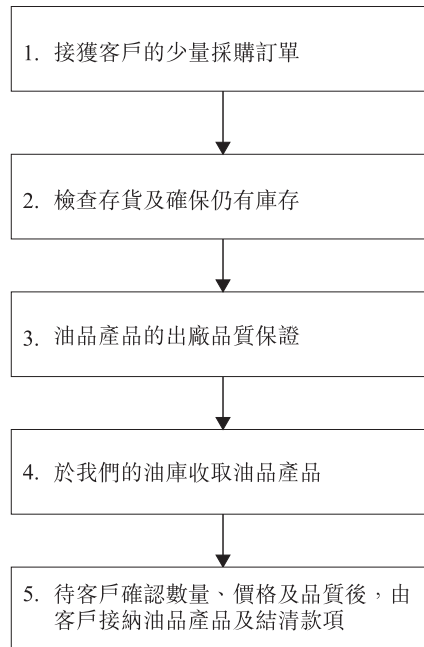 1. 接獲客戶的少量採購訂單
2. 檢查存貨及確保仍有庫存
3. 油品產品的出廠品質保證
4. 於我們的油庫收取油品產品
5. 待客戶確認數量、價格及品質後，由
客戶接納油品產品及結清款項